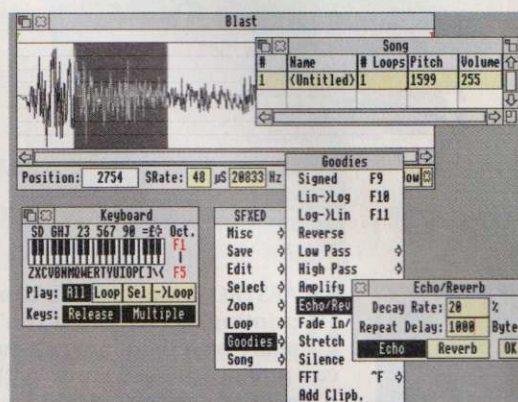 Blast
Song
# Name # Loops Pitch Volume
1 (Untitled) 1 1599 255
Position: 2754 SRate: 48 µS 20833 Hz
ow
Keyboard
SD GHJ 23 567 90 =£ Oct.
F1
F5
ZXCVBNMQWERTYUIOP[]\<
Play: All Loop Sel ->Loop
Keys: Release Multiple
SFXED
Misc
Save
Edit
Select
Zoom
Loop
Goodies
Song
Goodies
Signed F9
Lin->Log F10
Log->Lin F11
Reverse
Low Pass
High Pass
Amplify
Echo/Rev
Fade In/
Stretch
Silence
FFT ^F
Add Clipb.
Echo/Reverb
Decay Rate: 20 %
Repeat Delay: 1000 Byte
Echo Reverb OK